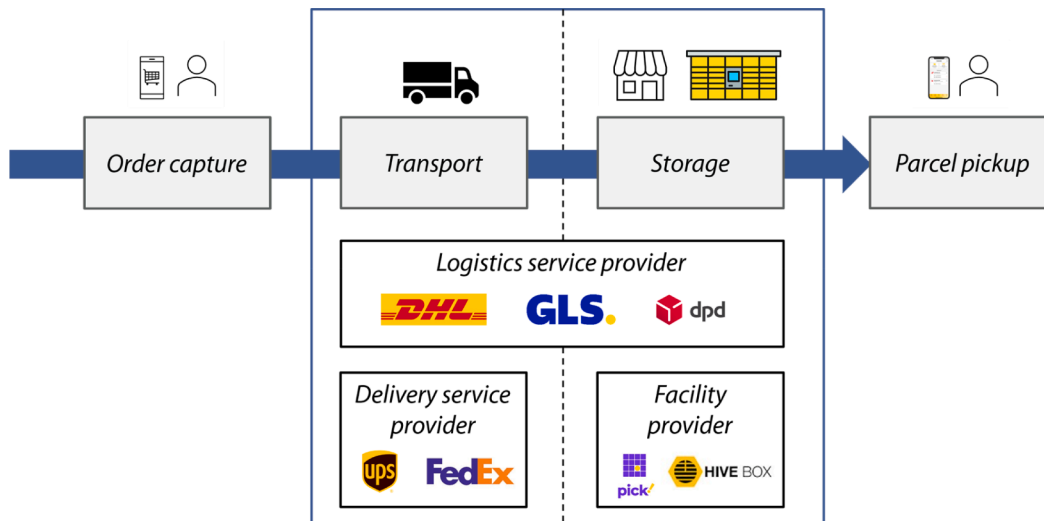 Order capture
Transport
Storage
Parcel pickup
Logistics service provider
DHL
GLS.
dpd
Delivery service
provider
ups
FedEx
Facility
provider
pick!
HIVE BOX